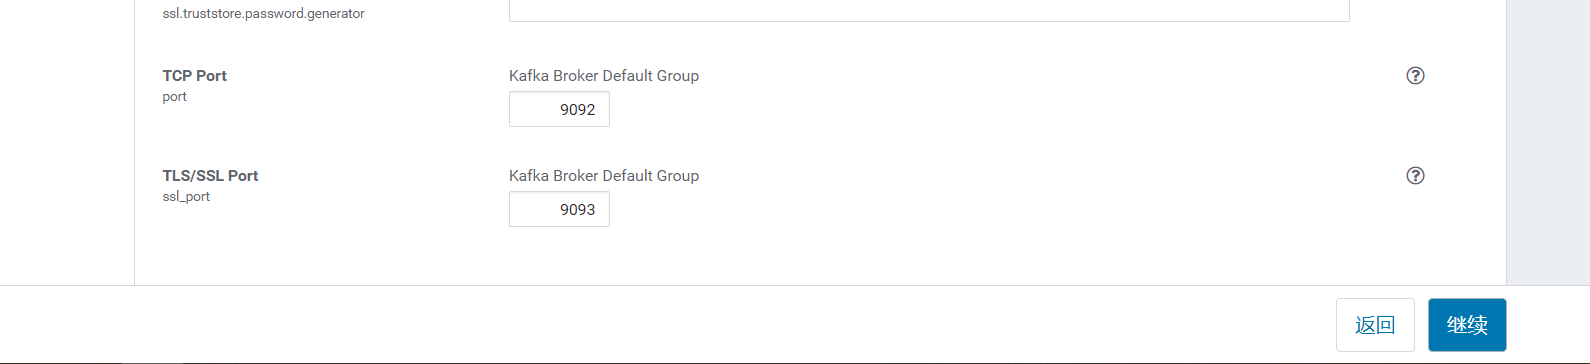 ssl.truststore.password.generator
TCP Port
Kafka Broker Default Group
port
9092
TLS/SSL Port
Kafka Broker Default Group
ssl_port
9093
返回
继续